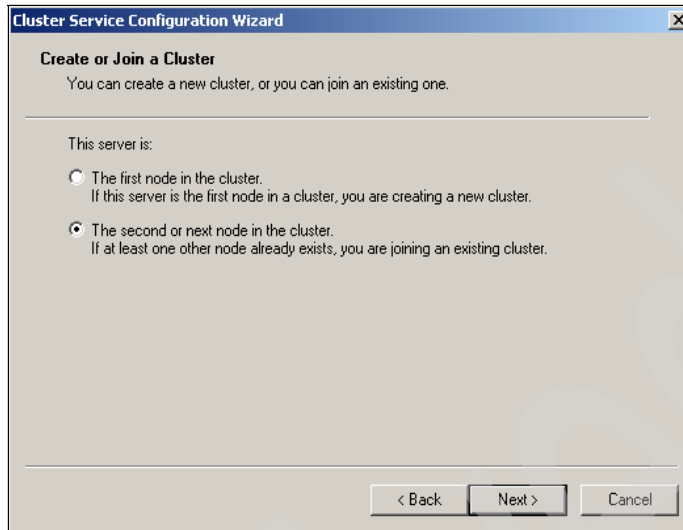 Cluster Service Configuration Wizard
Create or Join a Cluster
You can create a new cluster, or you can join an existing one.
This server is:
The first node in the cluster.
If this server is the first node in a cluster, you are creating a new cluster.
The second or next node in the cluster.
If at least one other node already exists, you are joining an existing cluster.
< Back Next > Cancel